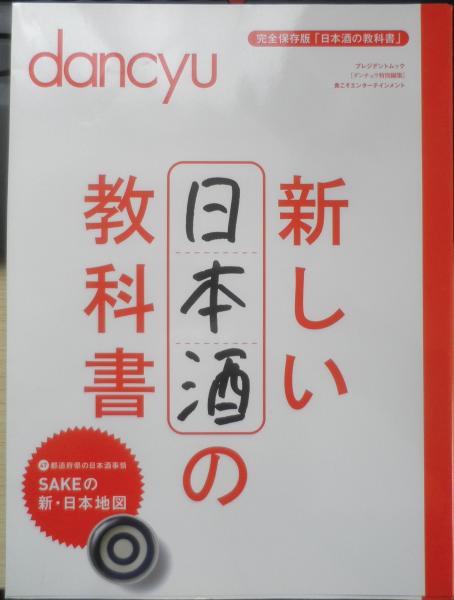 完全保存版「日本酒の教科書」
dancyu
プレジデントムック
［ダンチュウ特別編集］
食こそエンターテインメント
新しい
日本酒の
教科書
47都道府県の日本酒事情
SAKEの
新・日本地図